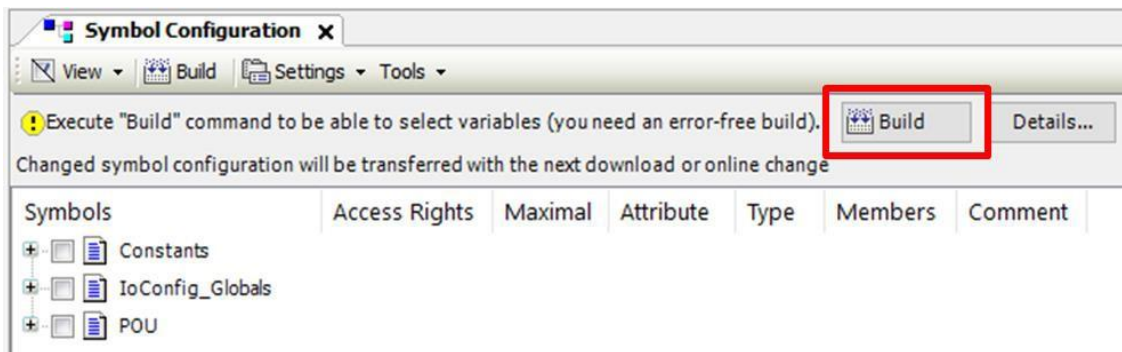 Symbol Configuration X
View Build Settings Tools
Execute "Build" command to be able to select variables (you need an error-free build). Build Details...
Changed symbol configuration will be transferred with the next download or online change
Symbols Access Rights Maximal Attribute Type Members Comment
Constants
IoConfig_Globals
POU